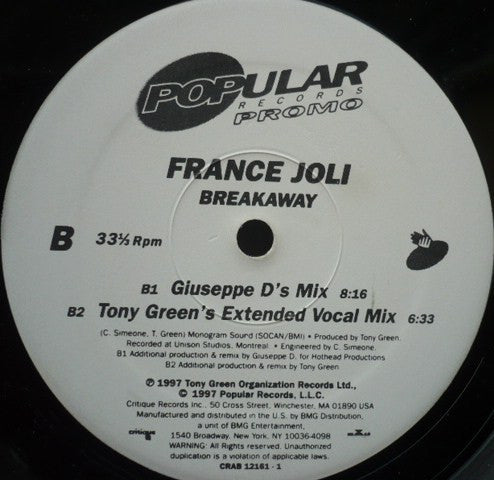 POPULAR
RECORDS
PROMO
FRANCE JOLI
BREAKAWAY
B 33⅓ Rpm
B1 Giuseppe D's Mix 8:16
B2 Tony Green's Extended Vocal Mix 6:33
(C. Simeone, T. Green) Monogram Sound (SOCAN/BMI) • Produced by Tony Green.
Recorded at Unison Studios, Montreal. • Engineered by C. Simeone.
B1 Additional production & remix by Giuseppe D. for Hothead Productions
B2 Additional production & remix by Tony Green
℗ 1997 Tony Green Organization Records Ltd.,
© 1997 Popular Records, L.L.C.
Critique Records Inc., 50 Cross Street, Winchester, MA 01890 USA
Manufactured and distributed in the U.S. by BMG Distribution,
a unit of BMG Entertainment,
critique 1540 Broadway, New York, NY 10036-4098 BMG
WARNING: All Rights Reserved. Unauthorized
duplication is a violation of applicable laws.
CRAB 12161 - 1